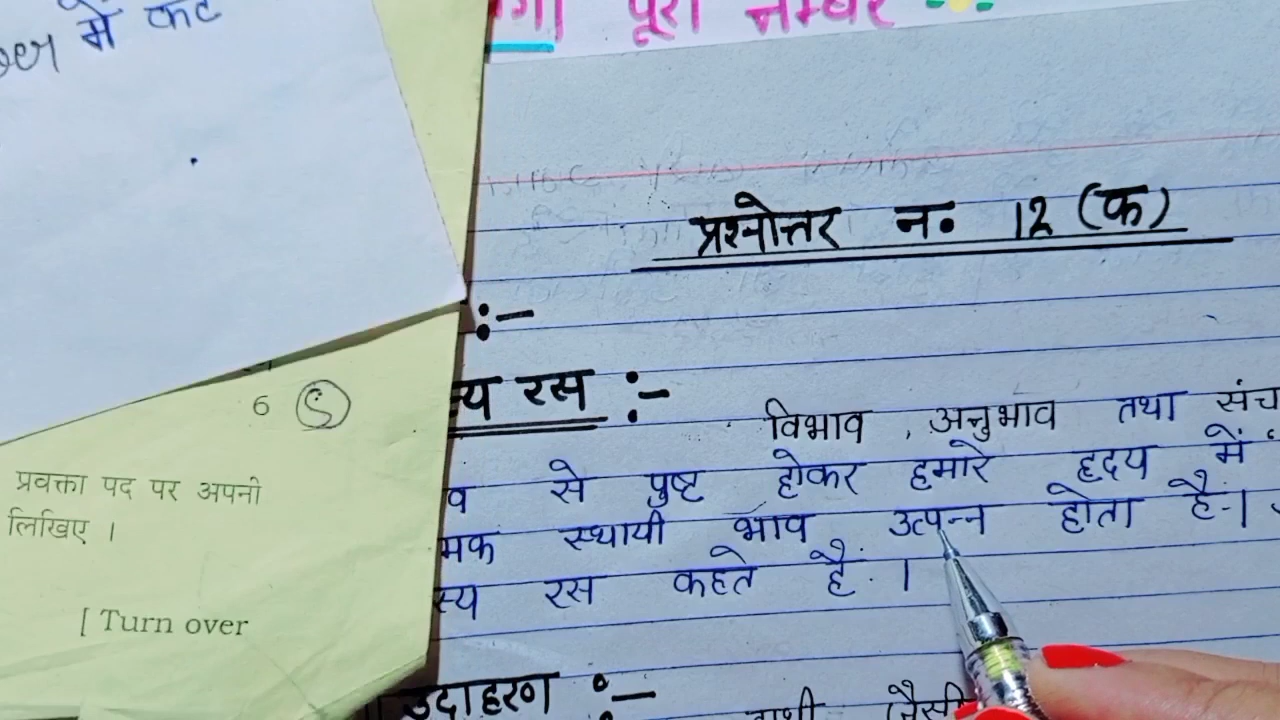 में कट
पूरा नम्बर
प्रश्नोत्तर न० 12 (क)
:-
रस :-
विभाव , अनुभाव तथा
से पुष्ट होकर हमारे हृदय में
स्थायी भाव उत्पन्न होता है।
रस कहते हैं ।
उदाहरण :-
6 5
प्रवक्ता पद पर अपनी
लिखिए ।
[ Turn over